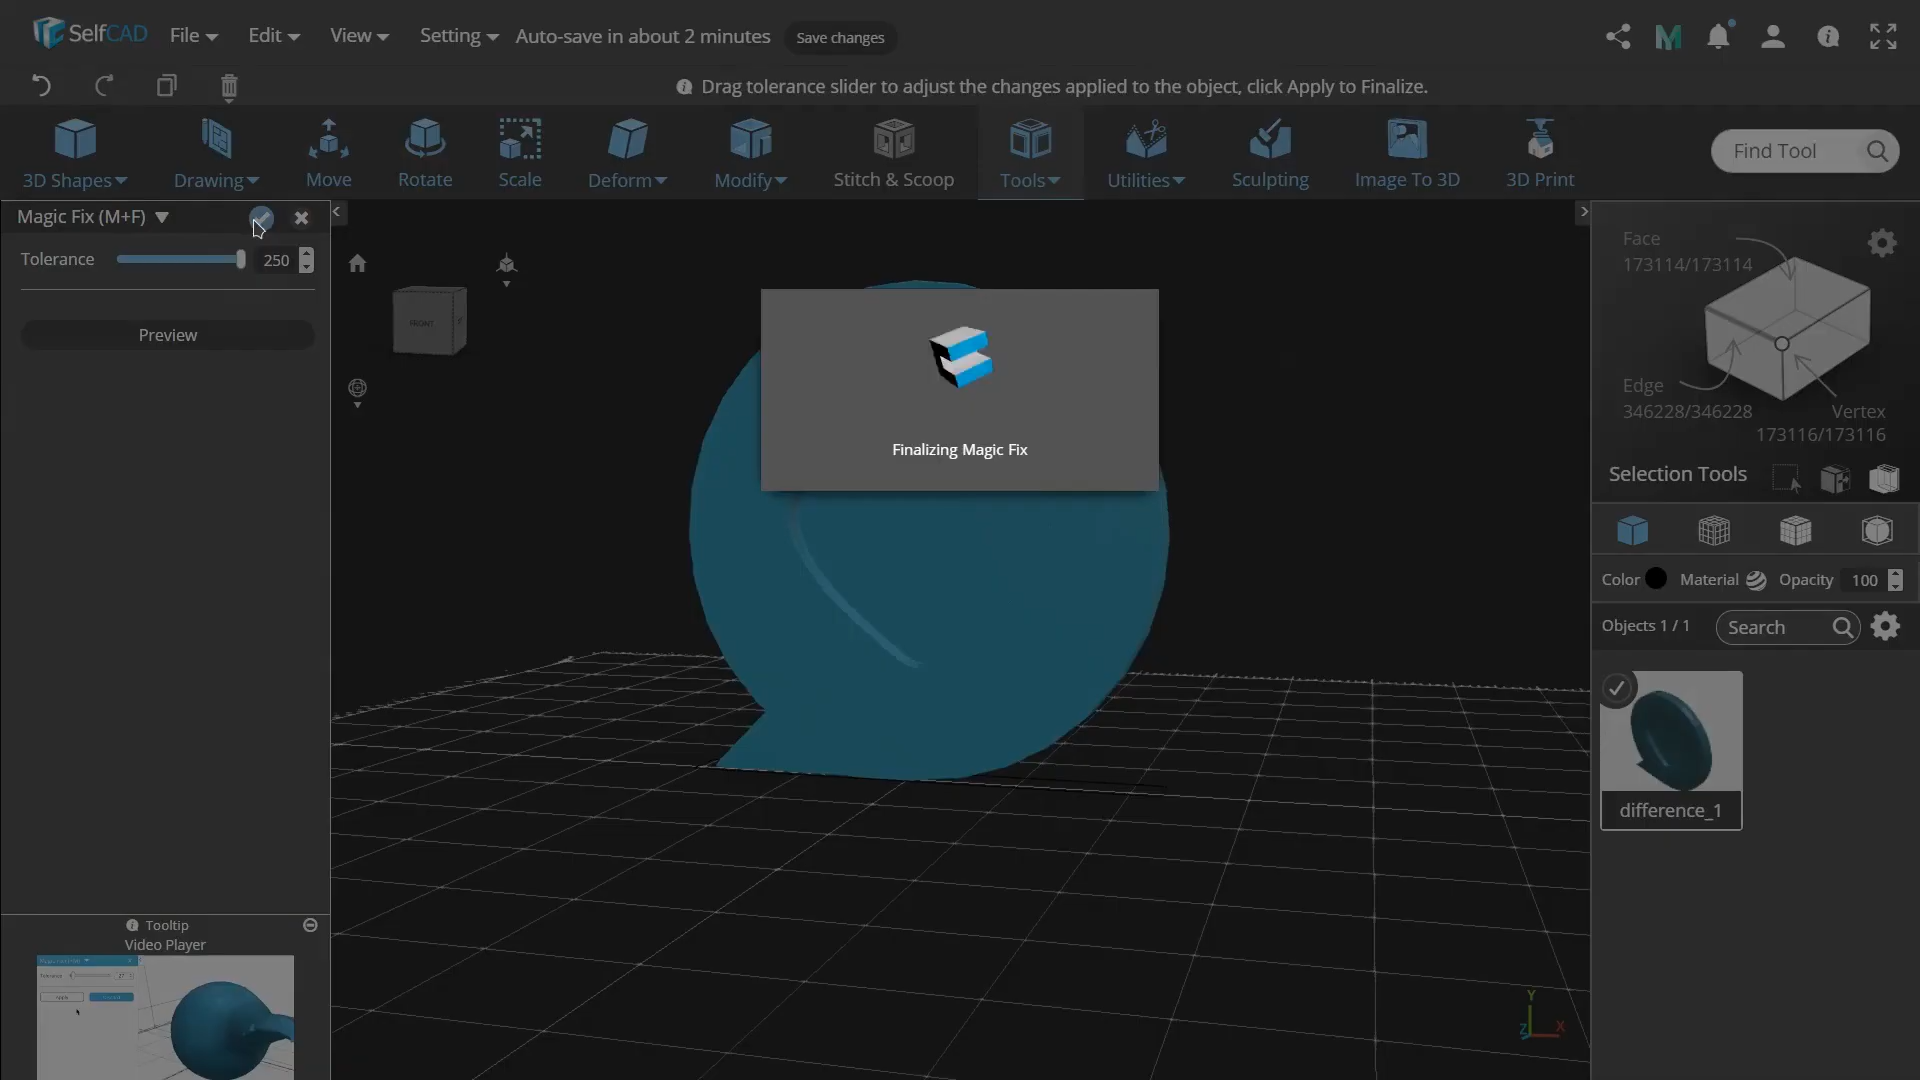 SelfCAD
File
Edit
View
Setting
Auto-save in about 2 minutes
Save changes
Drag tolerance slider to adjust the changes applied to the object, click Apply to Finalize.
3D Shapes
Drawing
Move
Rotate
Scale
Deform
Modify
Stitch & Scoop
Tools
Utilities
Sculpting
Image To 3D
3D Print
Find Tool
Magic Fix (M+F)
Tolerance
250
Preview
FRONT
Finalizing Magic Fix
Face
173114/173114
Edge
346228/346228
Vertex
173116/173116
Selection Tools
Color
Material
Opacity
100
Objects 1 / 1
Search
difference_1
Tooltip
Video Player
Y
Z
X